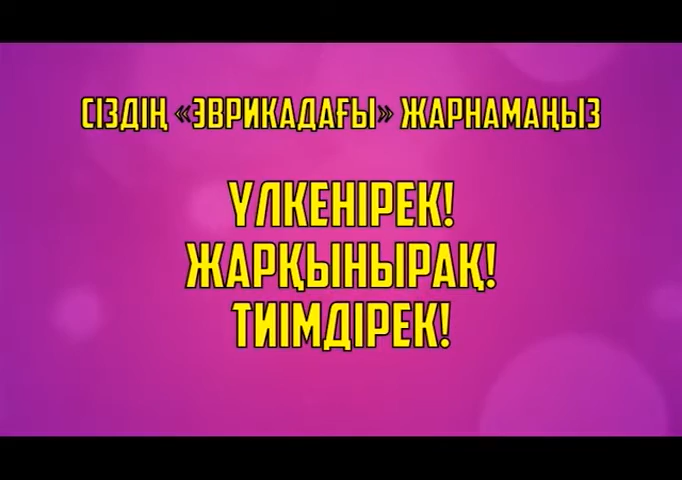 СІЗДІҢ «ЭВРИКАДАҒЫ» ЖАРНАМАҢЫЗ
ҮЛКЕНІРЕК!
ЖАРҚЫНЫРАҚ!
ТИІМДІРЕК!